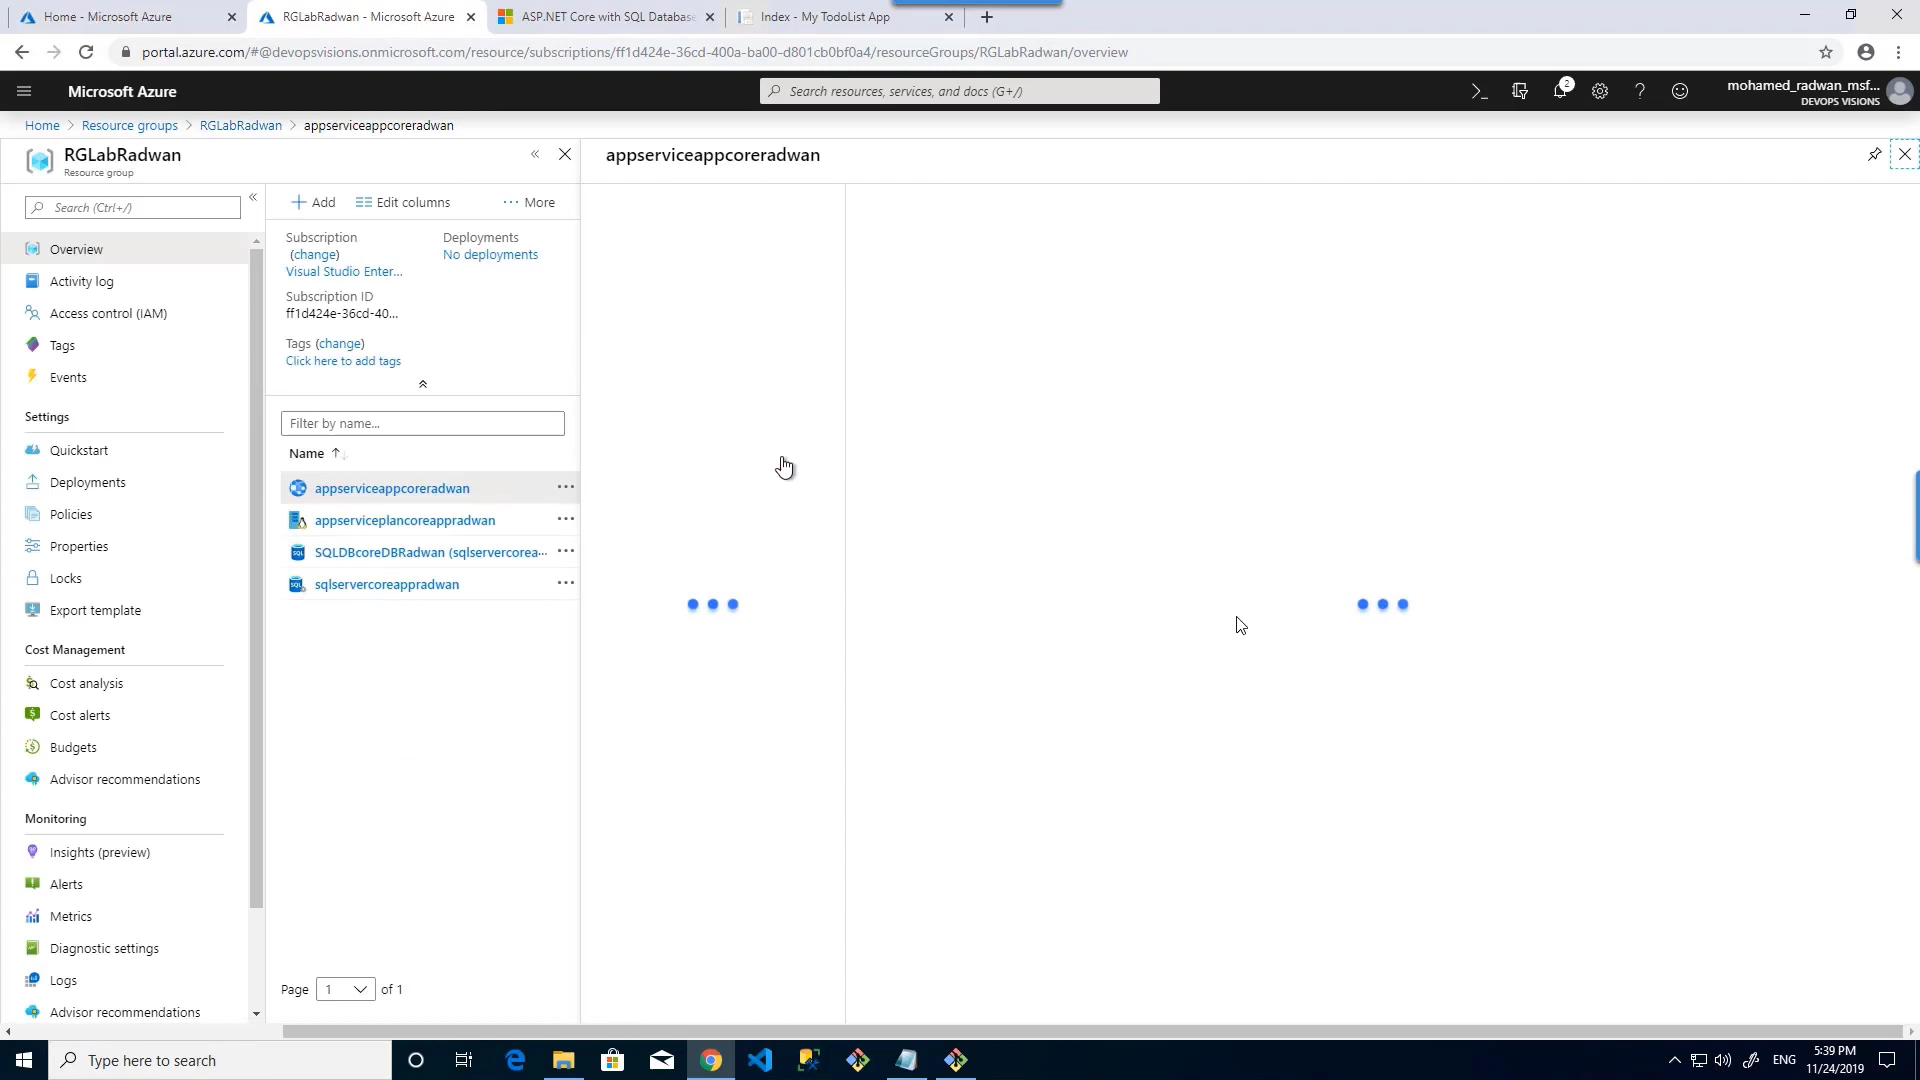 Home - Microsoft Azure
RGLabRadwan - Microsoft Azure
ASP.NET Core with SQL Database
Index - My TodoList App
portal.azure.com/#@devopsvisions.onmicrosoft.com/resource/subscriptions/ff1d424e-36cd-400a-ba00-d801cb0bf0a4/resourceGroups/RGLabRadwan/overview
Microsoft Azure
Search resources, services, and docs (G+/)
2
mohamed_radwan_msf...
DEVOPS VISIONS
Home > Resource groups > RGLabRadwan > appserviceappcoreradwan
RGLabRadwan
Resource group
Search (Ctrl+/)
Overview
Activity log
Access control (IAM)
Tags
Events
Settings
Quickstart
Deployments
Policies
Properties
Locks
Export template
Cost Management
Cost analysis
Cost alerts
Budgets
Advisor recommendations
Monitoring
Insights (preview)
Alerts
Metrics
Diagnostic settings
Logs
Advisor recommendations
Add
Edit columns
More
Subscription
(change)
Visual Studio Enter...
Subscription ID
ff1d424e-36cd-40...
Tags (change)
Click here to add tags
Deployments
No deployments
Filter by name...
Name
appserviceappcoreradwan
appserviceplancoreappradwan
SQLDBcoreDBRadwan (sqlservercorea...
sqlservercoreappradwan
Page 1 of 1
appserviceappcoreradwan
Type here to search
ENG
5:39 PM
11/24/2019